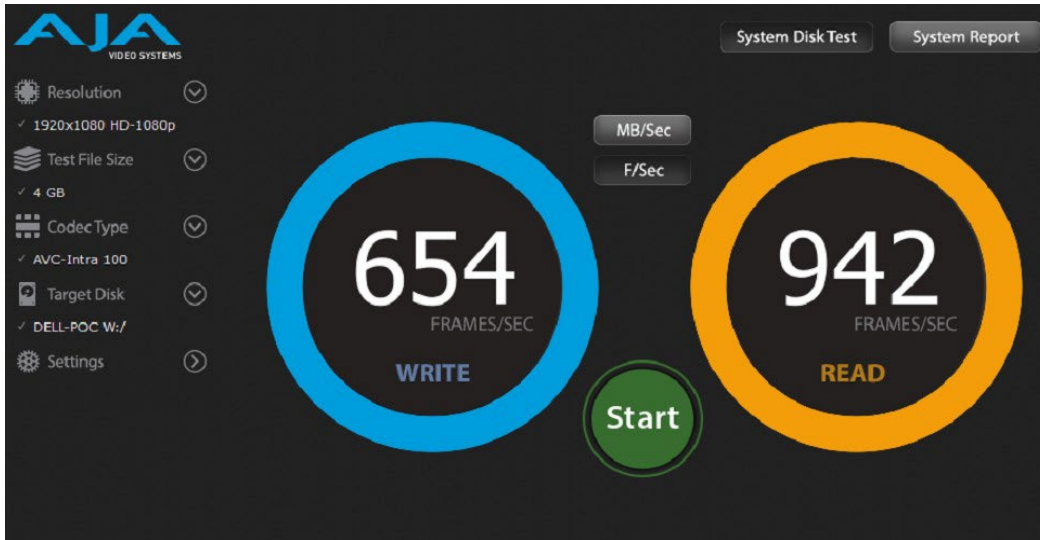 AJA
VIDEO SYSTEMS
System Disk Test
System Report
Resolution
✓ 1920x1080 HD-1080p
Test File Size
✓ 4 GB
Codec Type
✓ AVC-Intra 100
Target Disk
✓ DELL-POC W:/
Settings
MB/Sec
F/Sec
654
FRAMES/SEC
WRITE
942
FRAMES/SEC
READ
Start